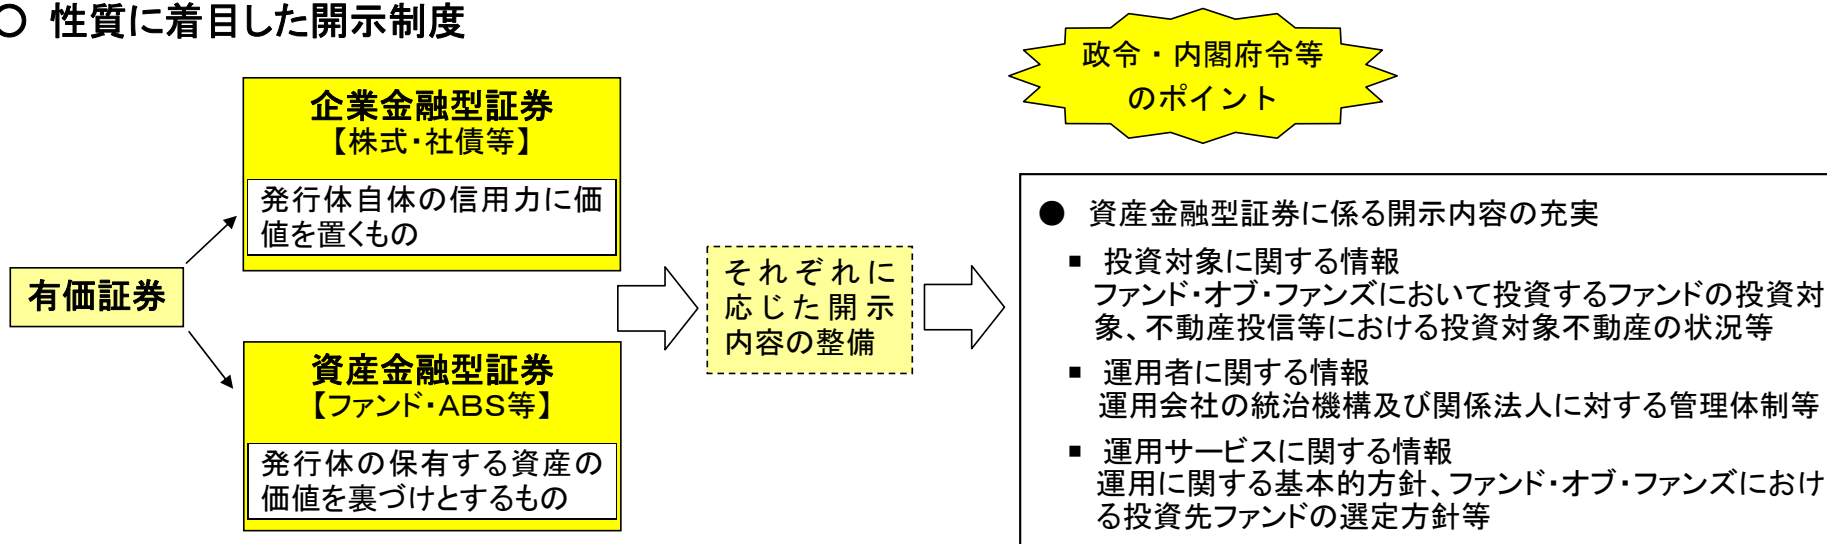 ○ 性質に着目した開示制度
政令・内閣府令等
のポイント
有価証券
企業金融型証券
【株式・社債等】
発行体自体の信用力に価
値を置くもの
資産金融型証券
【ファンド・ABS等】
発行体の保有する資産の
価値を裏づけとするもの
それぞれに
応じた開示
内容の整備
● 資産金融型証券に係る開示内容の充実
▪ 投資対象に関する情報
ファンド・オブ・ファンズにおいて投資するファンドの投資対
象、不動産投信等における投資対象不動産の状況等
▪ 運用者に関する情報
運用会社の統治機構及び関係法人に対する管理体制等
▪ 運用サービスに関する情報
運用に関する基本的方針、ファンド・オブ・ファンズにおけ
る投資先ファンドの選定方針等